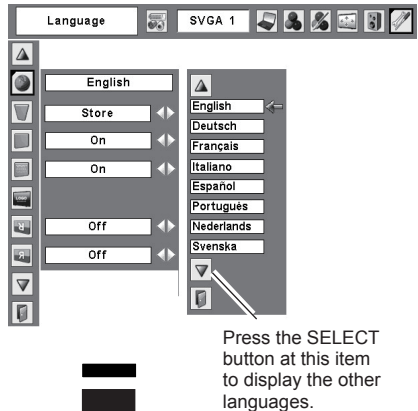 Language
SVGA 1
English
Store
On
On
Off
Off
English
Deutsch
Français
Italiano
Español
Português
Nederlands
Svenska
LOGO
Press the SELECT
button at this item
to display the other
languages.